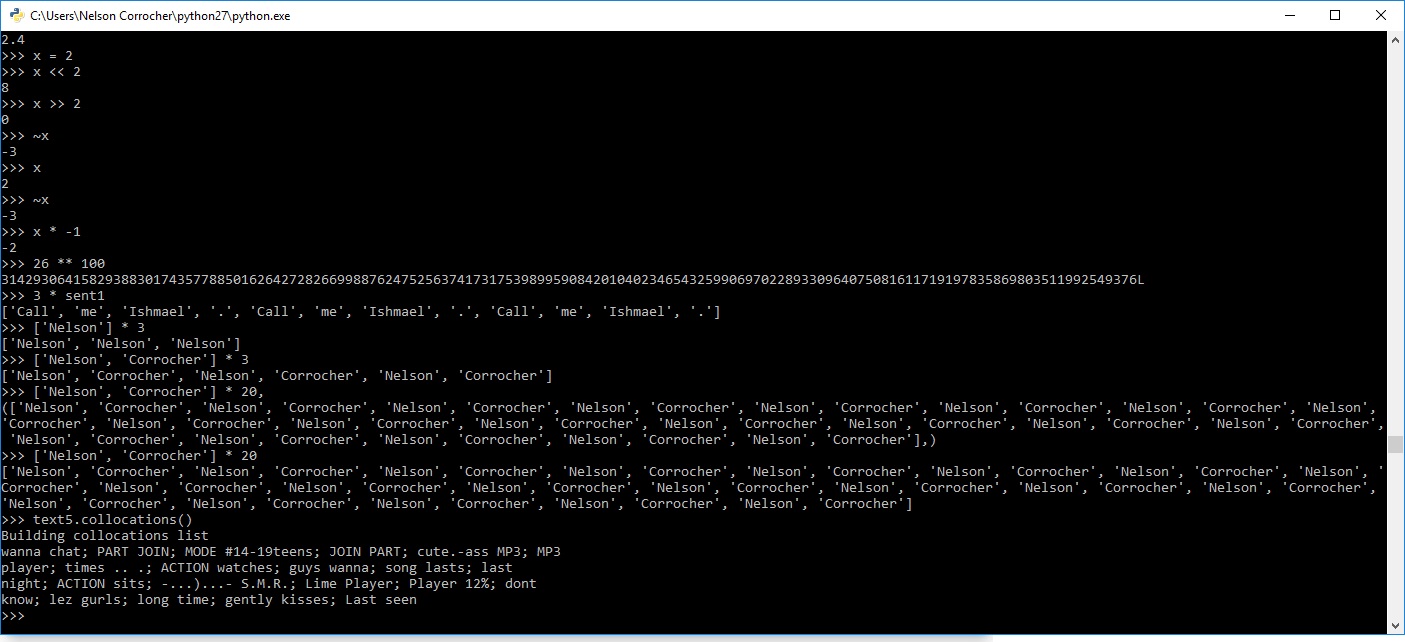 C:\Users\Nelson Corrocher\python27\python.exe
2.4
>>> x = 2
>>> x << 2
8
>>> x >> 2
0
>>> ~x
-3
>>> x
2
>>> ~x
-3
>>> x * -1
-2
>>> 26 ** 100
3142930641582938830174357788501626427282669988762475256374173175398995908420104023465432599069702289330964075081611719197835869803511992549376L
>>> 3 * sent1
['Call', 'me', 'Ishmael', '.', 'Call', 'me', 'Ishmael', '.', 'Call', 'me', 'Ishmael', '.']
>>> ['Nelson'] * 3
['Nelson', 'Nelson', 'Nelson']
>>> ['Nelson', 'Corrocher'] * 3
['Nelson', 'Corrocher', 'Nelson', 'Corrocher', 'Nelson', 'Corrocher']
>>> ['Nelson', 'Corrocher'] * 20,
(['Nelson', 'Corrocher', 'Nelson', 'Corrocher', 'Nelson', 'Corrocher', 'Nelson', 'Corrocher', 'Nelson', 'Corrocher', 'Nelson', 'Corrocher', 'Nelson', 'Corrocher', 'Nelson',
'Corrocher', 'Nelson', 'Corrocher', 'Nelson', 'Corrocher', 'Nelson', 'Corrocher', 'Nelson', 'Corrocher', 'Nelson', 'Corrocher', 'Nelson', 'Corrocher', 'Nelson', 'Corrocher',
'Nelson', 'Corrocher', 'Nelson', 'Corrocher', 'Nelson', 'Corrocher', 'Nelson', 'Corrocher', 'Nelson', 'Corrocher'],)
>>> ['Nelson', 'Corrocher'] * 20
['Nelson', 'Corrocher', 'Nelson', 'Corrocher', 'Nelson', 'Corrocher', 'Nelson', 'Corrocher', 'Nelson', 'Corrocher', 'Nelson', 'Corrocher', 'Nelson', 'Corrocher', 'Nelson', '
Corrocher', 'Nelson', 'Corrocher', 'Nelson', 'Corrocher', 'Nelson', 'Corrocher', 'Nelson', 'Corrocher', 'Nelson', 'Corrocher', 'Nelson', 'Corrocher', 'Nelson', 'Corrocher',
'Nelson', 'Corrocher', 'Nelson', 'Corrocher', 'Nelson', 'Corrocher', 'Nelson', 'Corrocher', 'Nelson', 'Corrocher']
>>> text5.collocations()
Building collocations list
wanna chat; PART JOIN; MODE #14-19teens; JOIN PART; cute.-ass MP3; MP3
player; times .. .; ACTION watches; guys wanna; song lasts; last
night; ACTION sits; -...)...- S.M.R.; Lime Player; Player 12%; dont
know; lez gurls; long time; gently kisses; Last seen
>>>